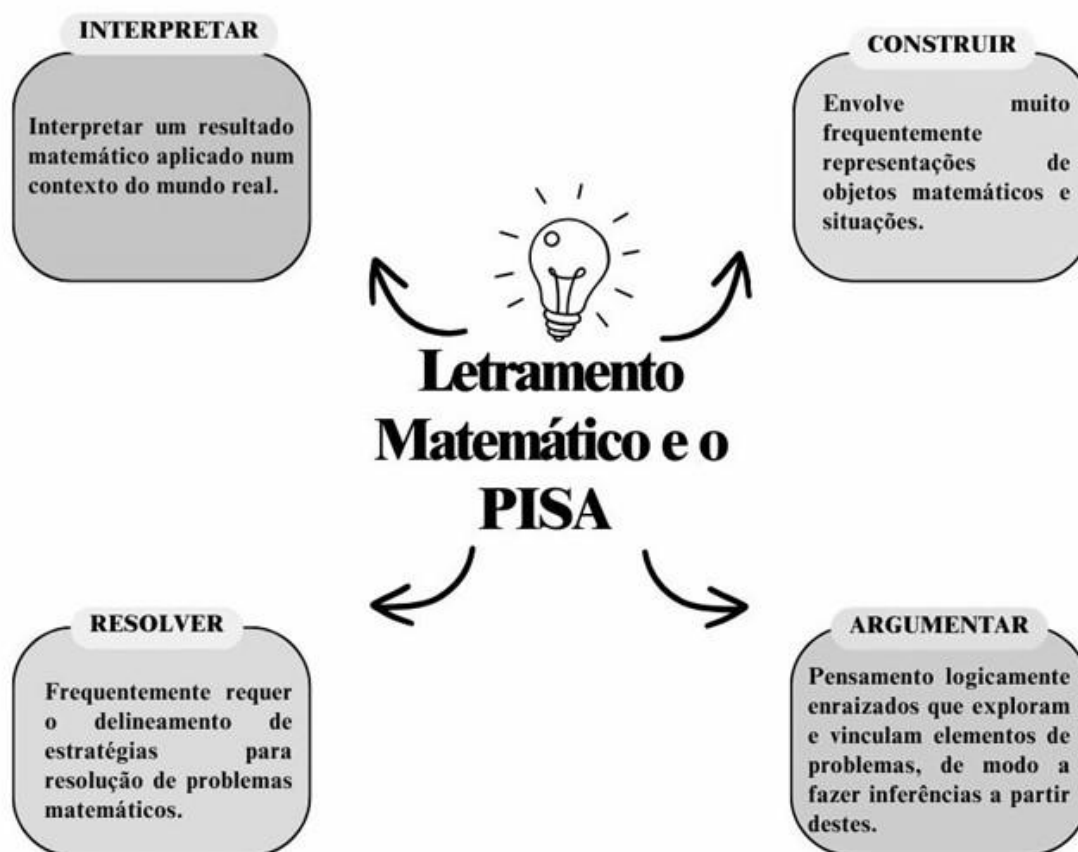 INTERPRETAR
Interpretar um resultado
matemático aplicado num
contexto do mundo real.
CONSTRUIR
Envolve muito
frequentemente
representações de
objetos matemáticos e
situações.
Letramento
Matemático e o
PISA
RESOLVER
Frequentemente requer
o delineamento de
estratégias para
resolução de problemas
matemáticos.
ARGUMENTAR
Pensamento logicamente
enraizados que exploram
e vinculam elementos de
problemas, de modo a
fazer inferências a partir
destes.